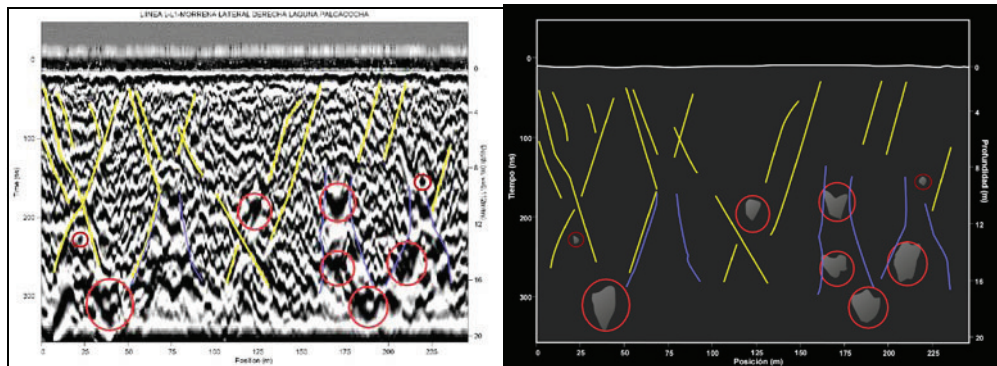 LINEA L-L1-MORRENA LATERAL DERECHA LAGUNA PALCACOCHA
0
100
200
Time (ns)
0
4
8
12
16
20
0 25 50 75 100 125 150 175 200 225
Position (m)
0
100
200
300
Tiempo (ns)
0
4
8
12
16
20
Profundidad (m)
0 25 50 75 100 125 150 175 200 225
Posición (m)